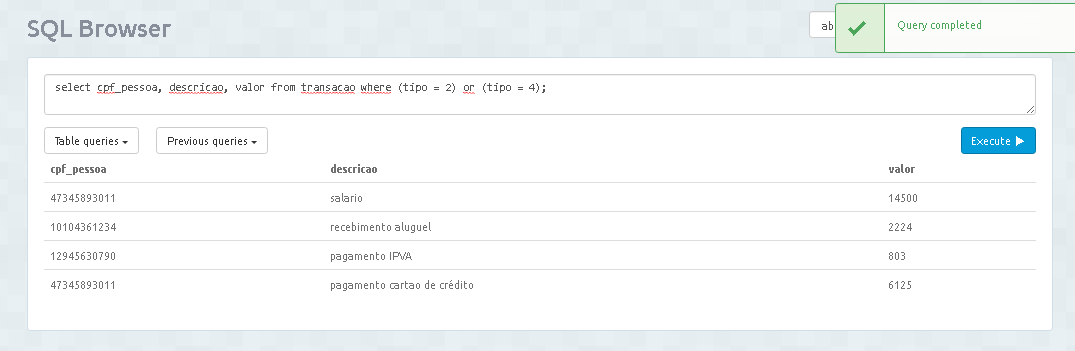 SQL Browser
ab
Query completed
select cpf_pessoa, descricao, valor from transacao where (tipo = 2) or (tipo = 4);
Table queries
Previous queries
Execute
cpf_pessoa descricao valor
47345893011 salario 14500
10104361234 recebimento aluguel 2224
12945630790 pagamento IPVA 803
47345893011 pagamento cartao de crédito 6125